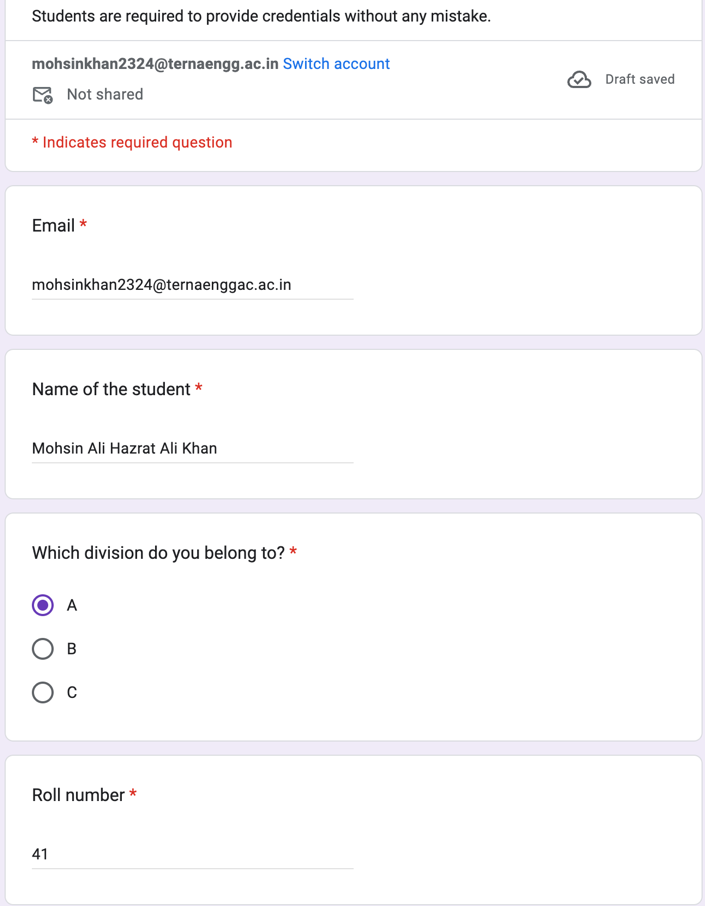 Students are required to provide credentials without any mistake.
mohsinkhan2324@ternaengg.ac.in Switch account
Draft saved
Not shared
* Indicates required question
Email *
mohsinkhan2324@ternaenggac.ac.in
Name of the student *
Mohsin Ali Hazrat Ali Khan
Which division do you belong to? *
A
B
C
Roll number *
41